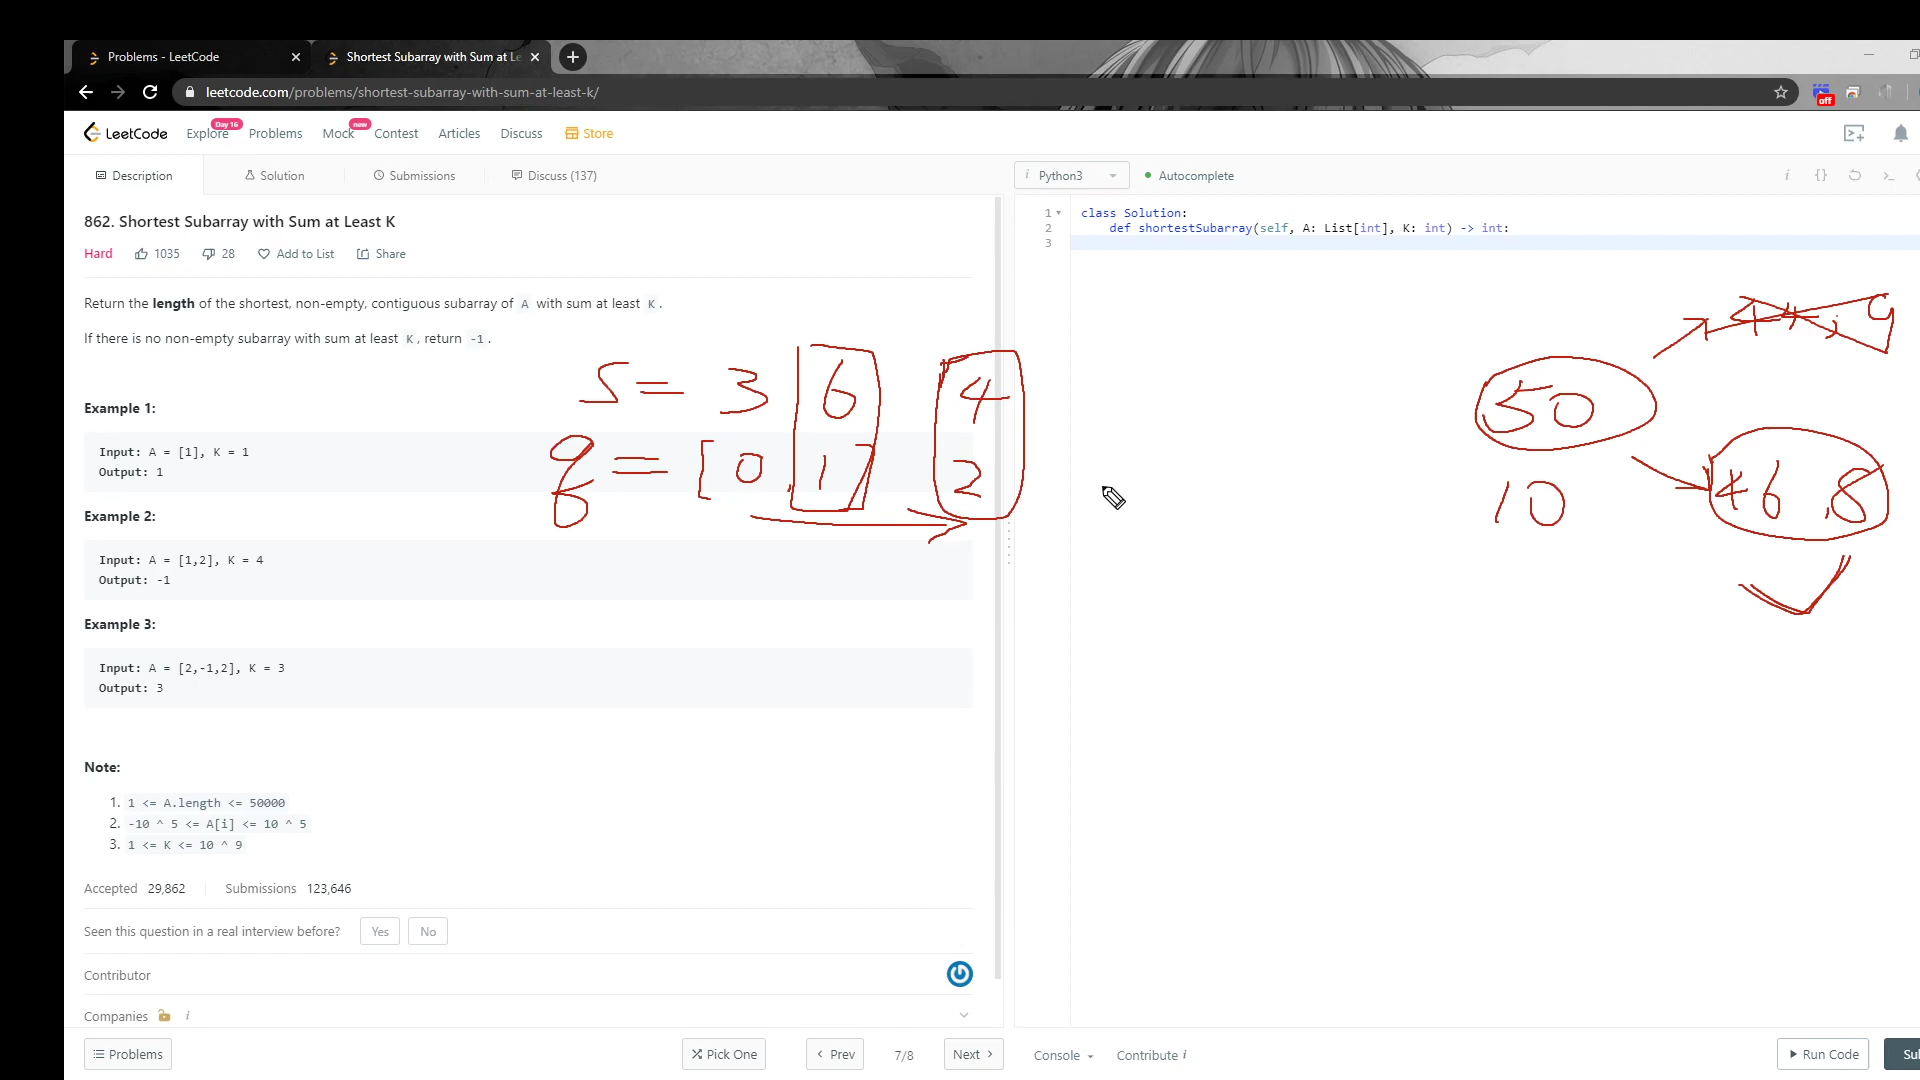 Problems - LeetCode
Shortest Subarray with Sum at Le
leetcode.com/problems/shortest-subarray-with-sum-at-least-k/
off
LeetCode
Explore
Day 16
Problems
Mock
new
Contest
Articles
Discuss
Store
Description
Solution
Submissions
Discuss (137)
i Python3
Autocomplete
i {} >_
862. Shortest Subarray with Sum at Least K
Hard 1035 28 Add to List Share
Return the length of the shortest, non-empty, contiguous subarray of A with sum at least K.
If there is no non-empty subarray with sum at least K, return -1.
Example 1:
Input: A = [1], K = 1
Output: 1
Example 2:
Input: A = [1,2], K = 4
Output: -1
Example 3:
Input: A = [2,-1,2], K = 3
Output: 3
Note:
1. 1 <= A.length <= 50000
2. -10 ^ 5 <= A[i] <= 10 ^ 5
3. 1 <= K <= 10 ^ 9
Accepted 29,862 Submissions 123,646
Seen this question in a real interview before? Yes No
Contributor
Companies i
Problems
Pick One
< Prev
7/8
Next >
1 class Solution:
2 def shortestSubarray(self, A: List[int], K: int) -> int:
3
S = 3 6 4
q = [0, 1] 2
50
10
46, 8
Console
Contribute i
Run Code
Su